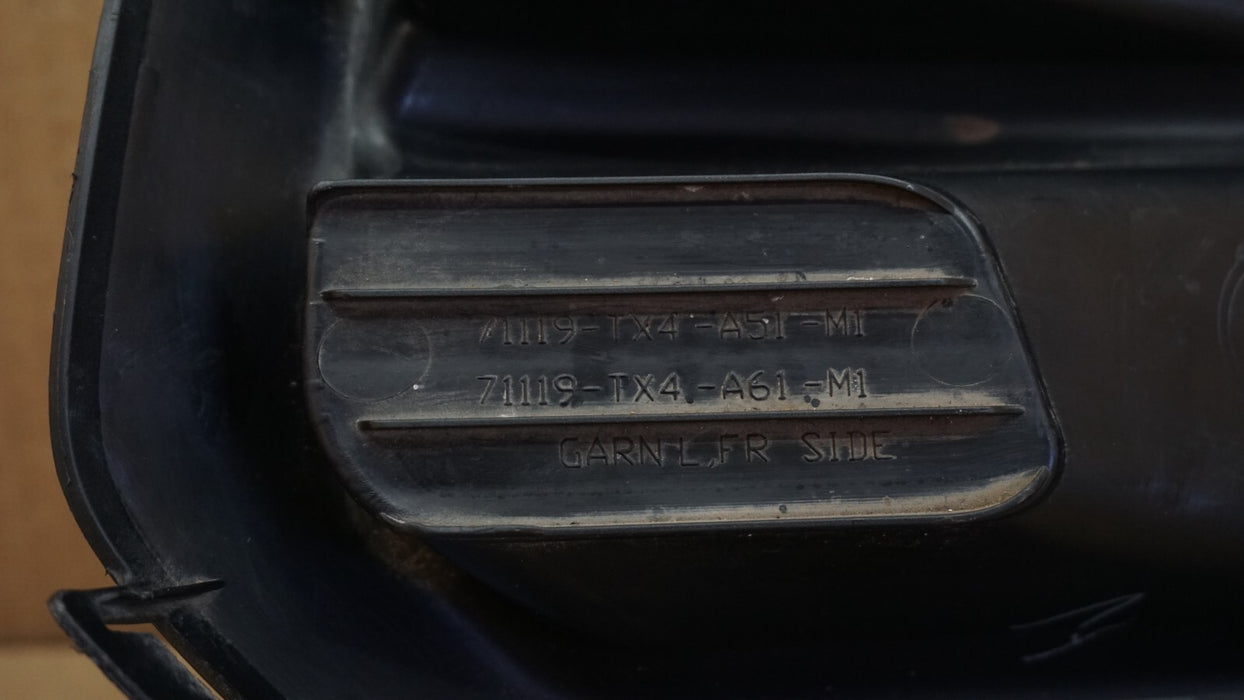 71119-TX4-A51-M1
71119-TX4-A61-M1
GARN L,FR SIDE